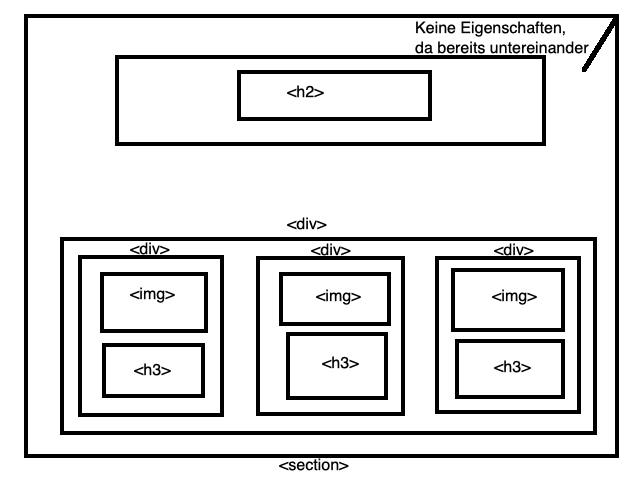 Keine Eigenschaften,
da bereits untereinander
<h2>
<div>
<div>
<div>
<div>
<img>
<img>
<img>
<h3>
<h3>
<h3>
<section>